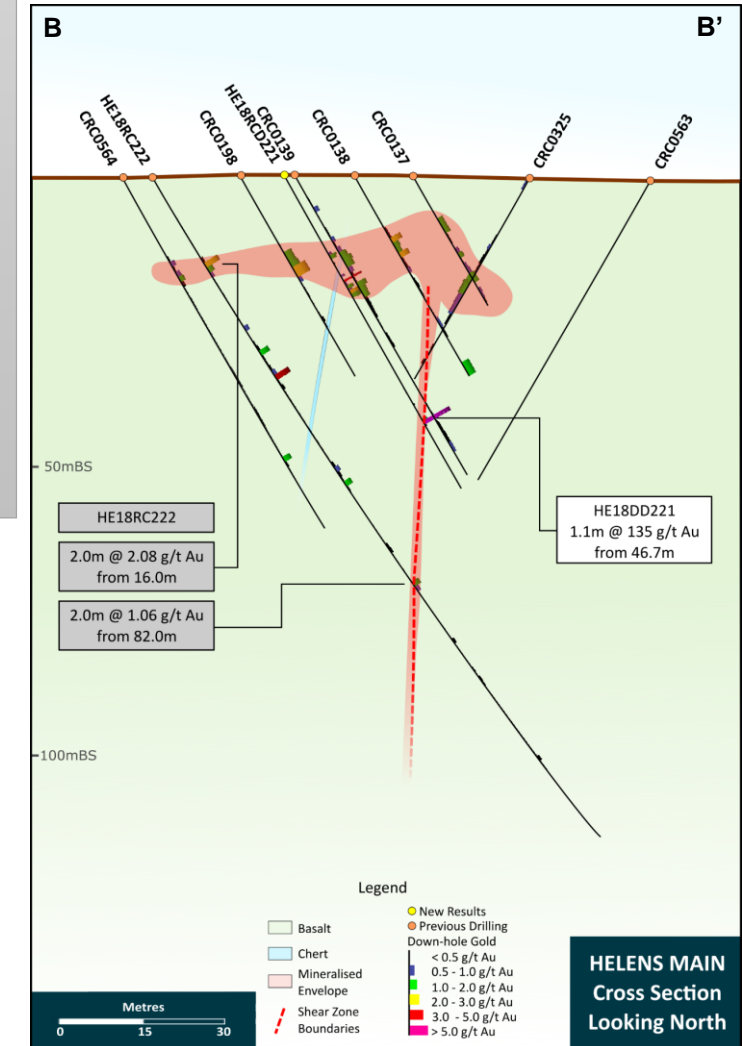 B
B'
CRC0564
HE18RC222
CRC0198
HE18RCD221
CRC0139
CRC0138
CRC0137
CRC0325
CRC0563
50mBS
HE18RC222
2.0m @ 2.08 g/t Au
from 16.0m
2.0m @ 1.06 g/t Au
from 82.0m
HE18DD221
1.1m @ 135 g/t Au
from 46.7m
100mBS
Legend
Basalt
Chert
Mineralised
Envelope
Shear Zone
Boundaries
New Results
Previous Drilling
Down-hole Gold
< 0.5 g/t Au
0.5 - 1.0 g/t Au
1.0 - 2.0 g/t Au
2.0 - 3.0 g/t Au
3.0 - 5.0 g/t Au
> 5.0 g/t Au
Metres
0 15 30
HELENS MAIN
Cross Section
Looking North